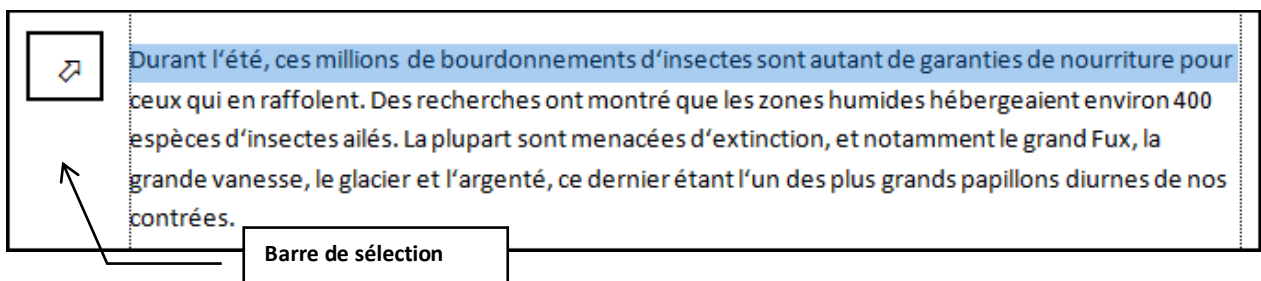 Durant l‘été, ces millions de bourdonnements d‘insectes sont autant de garanties de nourriture pour
ceux qui en raffolent. Des recherches ont montré que les zones humides hébergeaient environ 400
espèces d‘insectes ailés. La plupart sont menacées d‘extinction, et notamment le grand Fux, la
grande vanesse, le glacier et l‘argenté, ce dernier étant l‘un des plus grands papillons diurnes de nos
contrées.
Barre de sélection